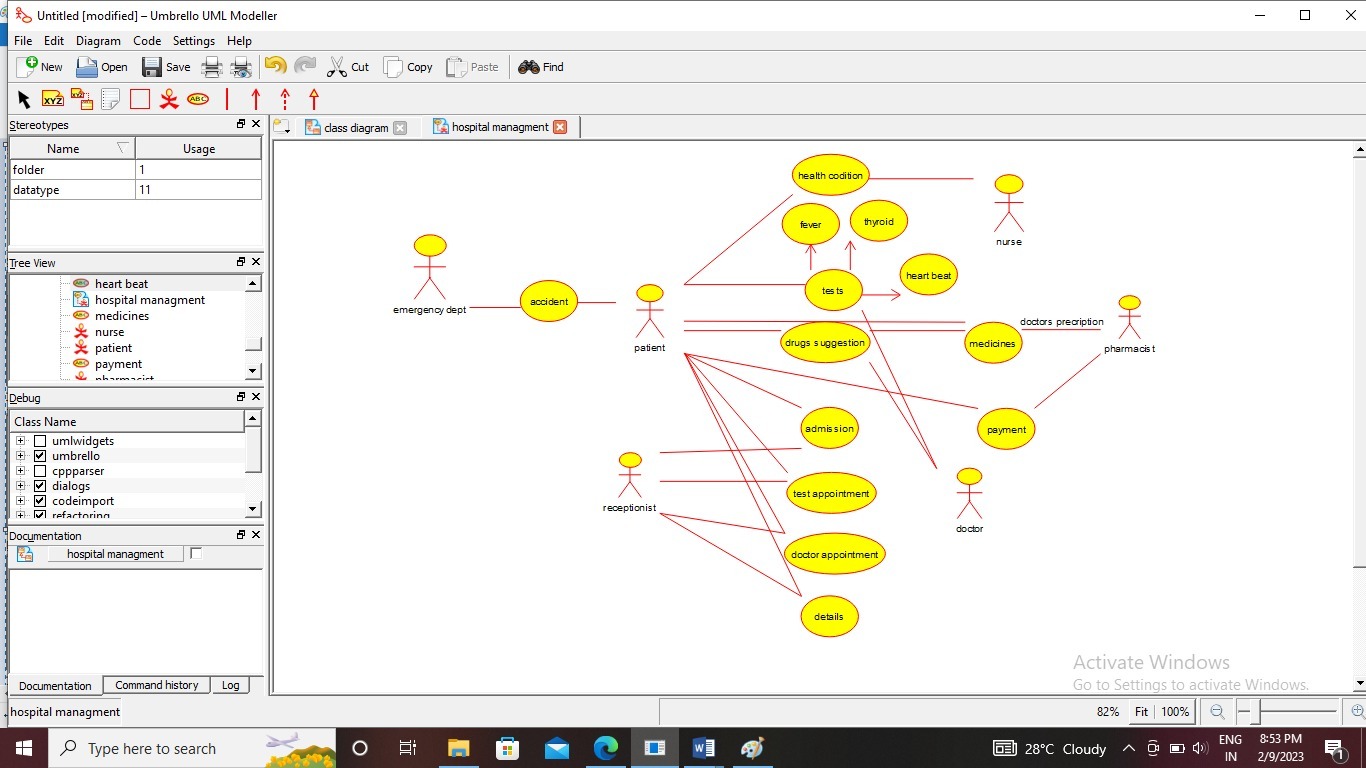 Untitled [modified] – Umbrello UML Modeller
File Edit Diagram Code Settings Help
New Open Save Cut Copy Paste Find
XYZ XYZ ABC
Stereotypes
class diagram hospital managment
Name Usage
folder 1
datatype 11
Tree View
heart beat
hospital managment
medicines
nurse
patient
payment
pharmacist
Debug
Class Name
umlwidgets
umbrello
cppparser
dialogs
codeimport
refactoring
Documentation
hospital managment
Documentation Command history Log
health codition
fever
thyroid
nurse
heart beat
tests
emergency dept
accident
patient
drugs suggestion
medicines
doctors precription
pharmacist
admission
payment
receptionist
test appointment
doctor
doctor appointment
details
Activate Windows
Go to Settings to activate Windows.
hospital managment
82% Fit 100%
Type here to search
28°C Cloudy
ENG
IN
8:53 PM
2/9/2023
1